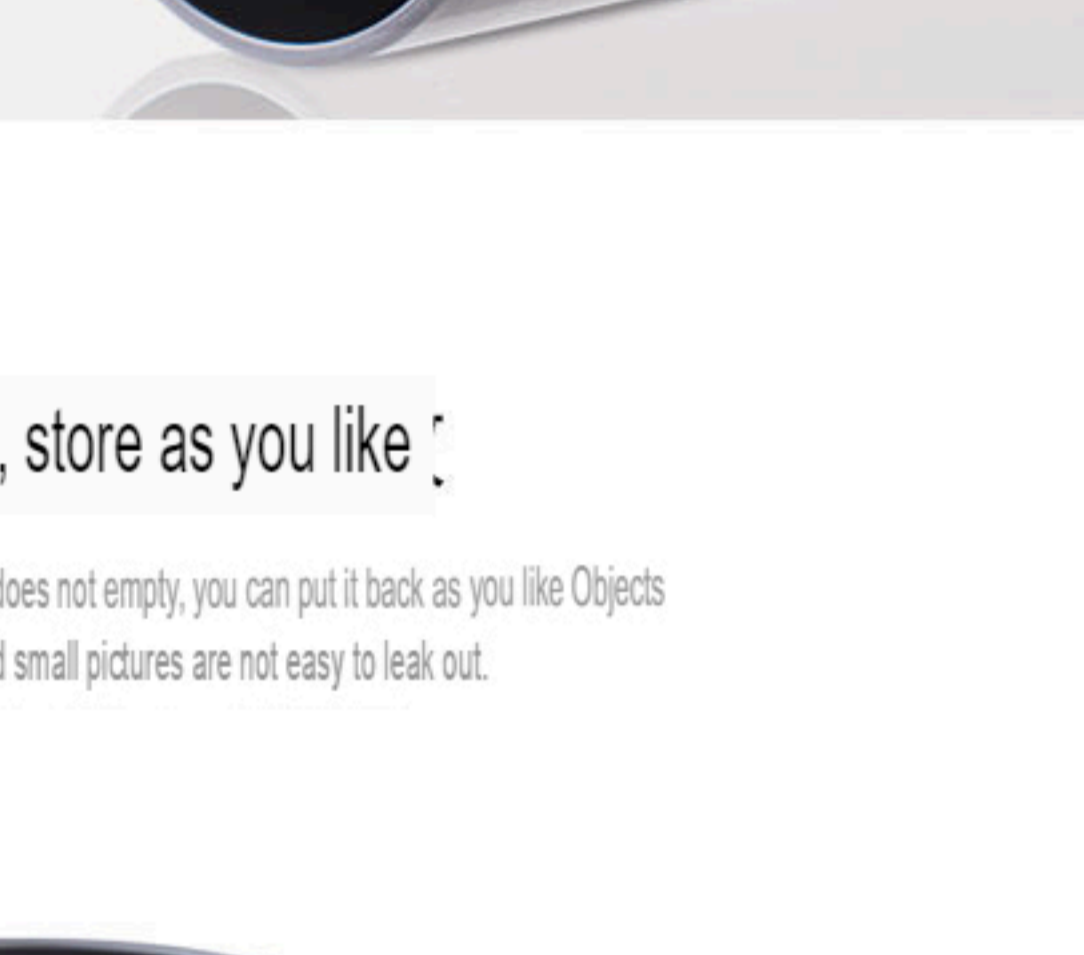 , store as you like
does not empty, you can put it back as you like Objects
small pictures are not easy to leak out.